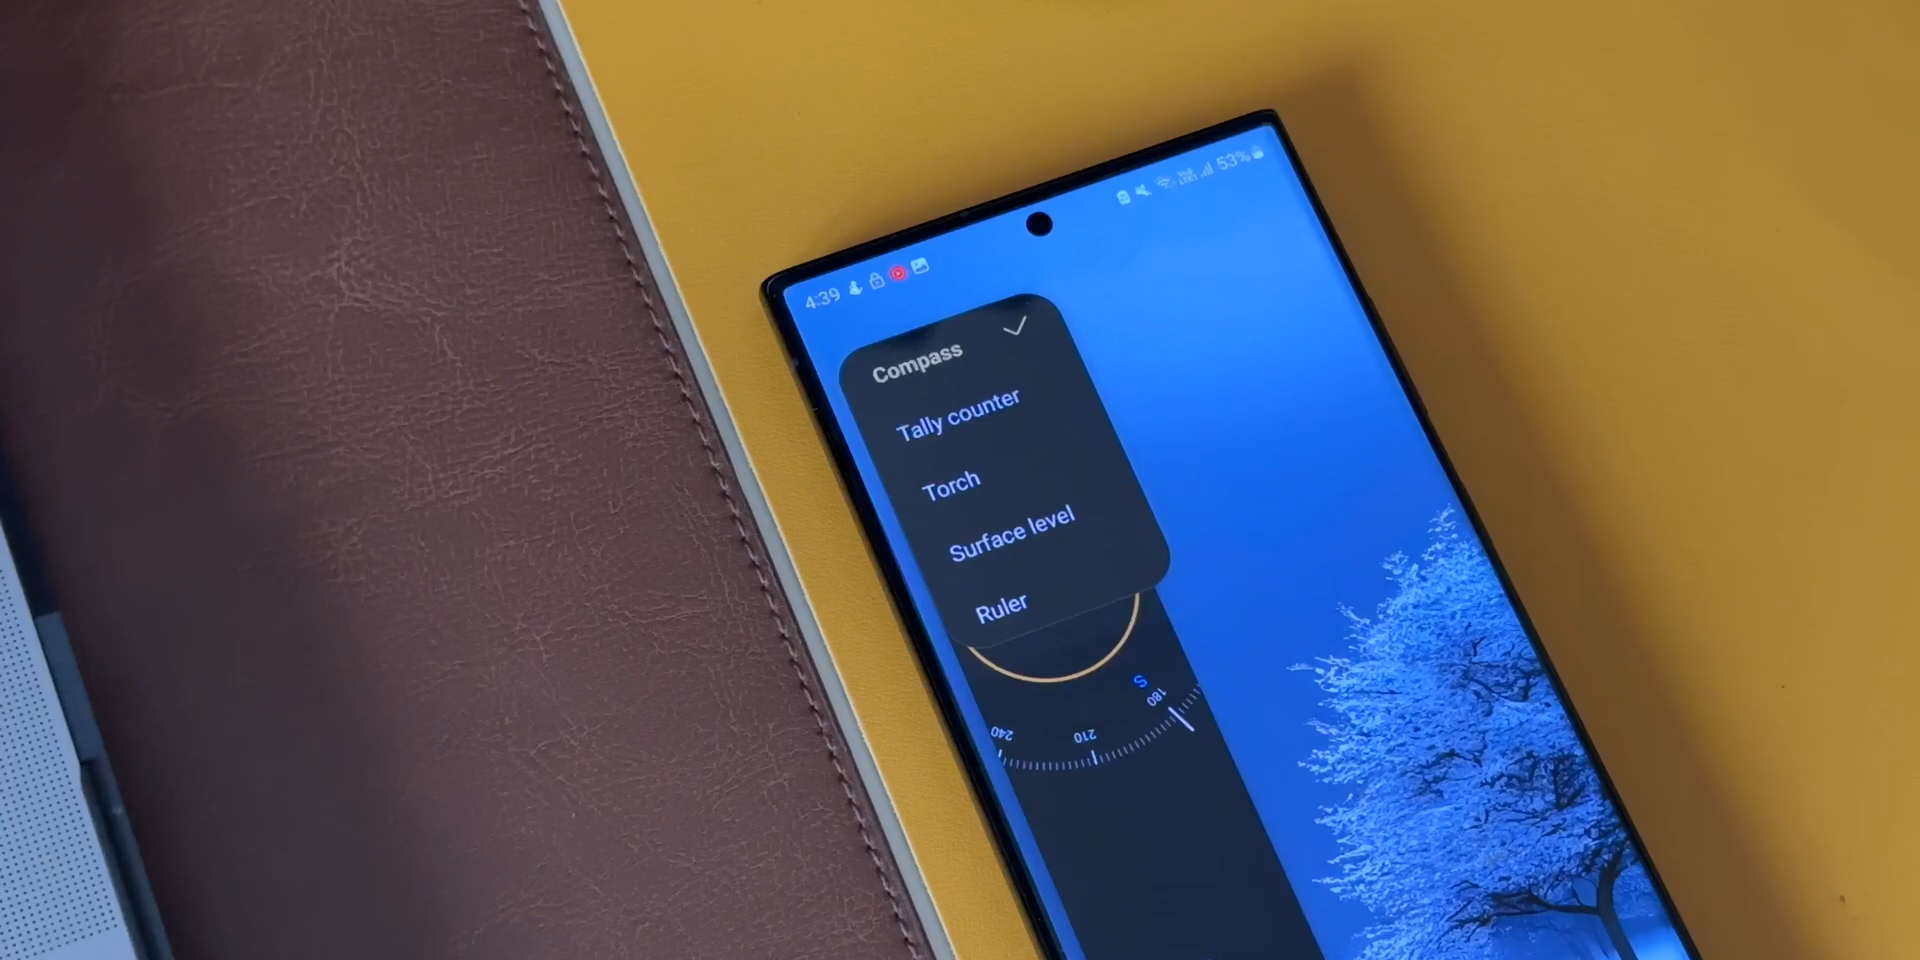 4:39
53%
Compass
Tally counter
Torch
Surface level
Ruler
S
180
210
240